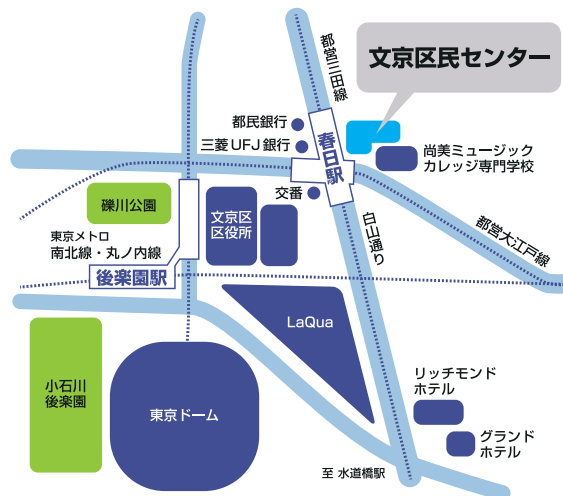 文京区民センター
都営三田線
都民銀行
三菱UFJ銀行
春日駅
尚美ミュージック
カレッジ専門学校
交番
礫川公園
文京区
区役所
白山通り
都営大江戸線
東京メトロ
南北線・丸ノ内線
後楽園駅
LaQua
小石川
後楽園
東京ドーム
リッチモンド
ホテル
グランド
ホテル
至 水道橋駅